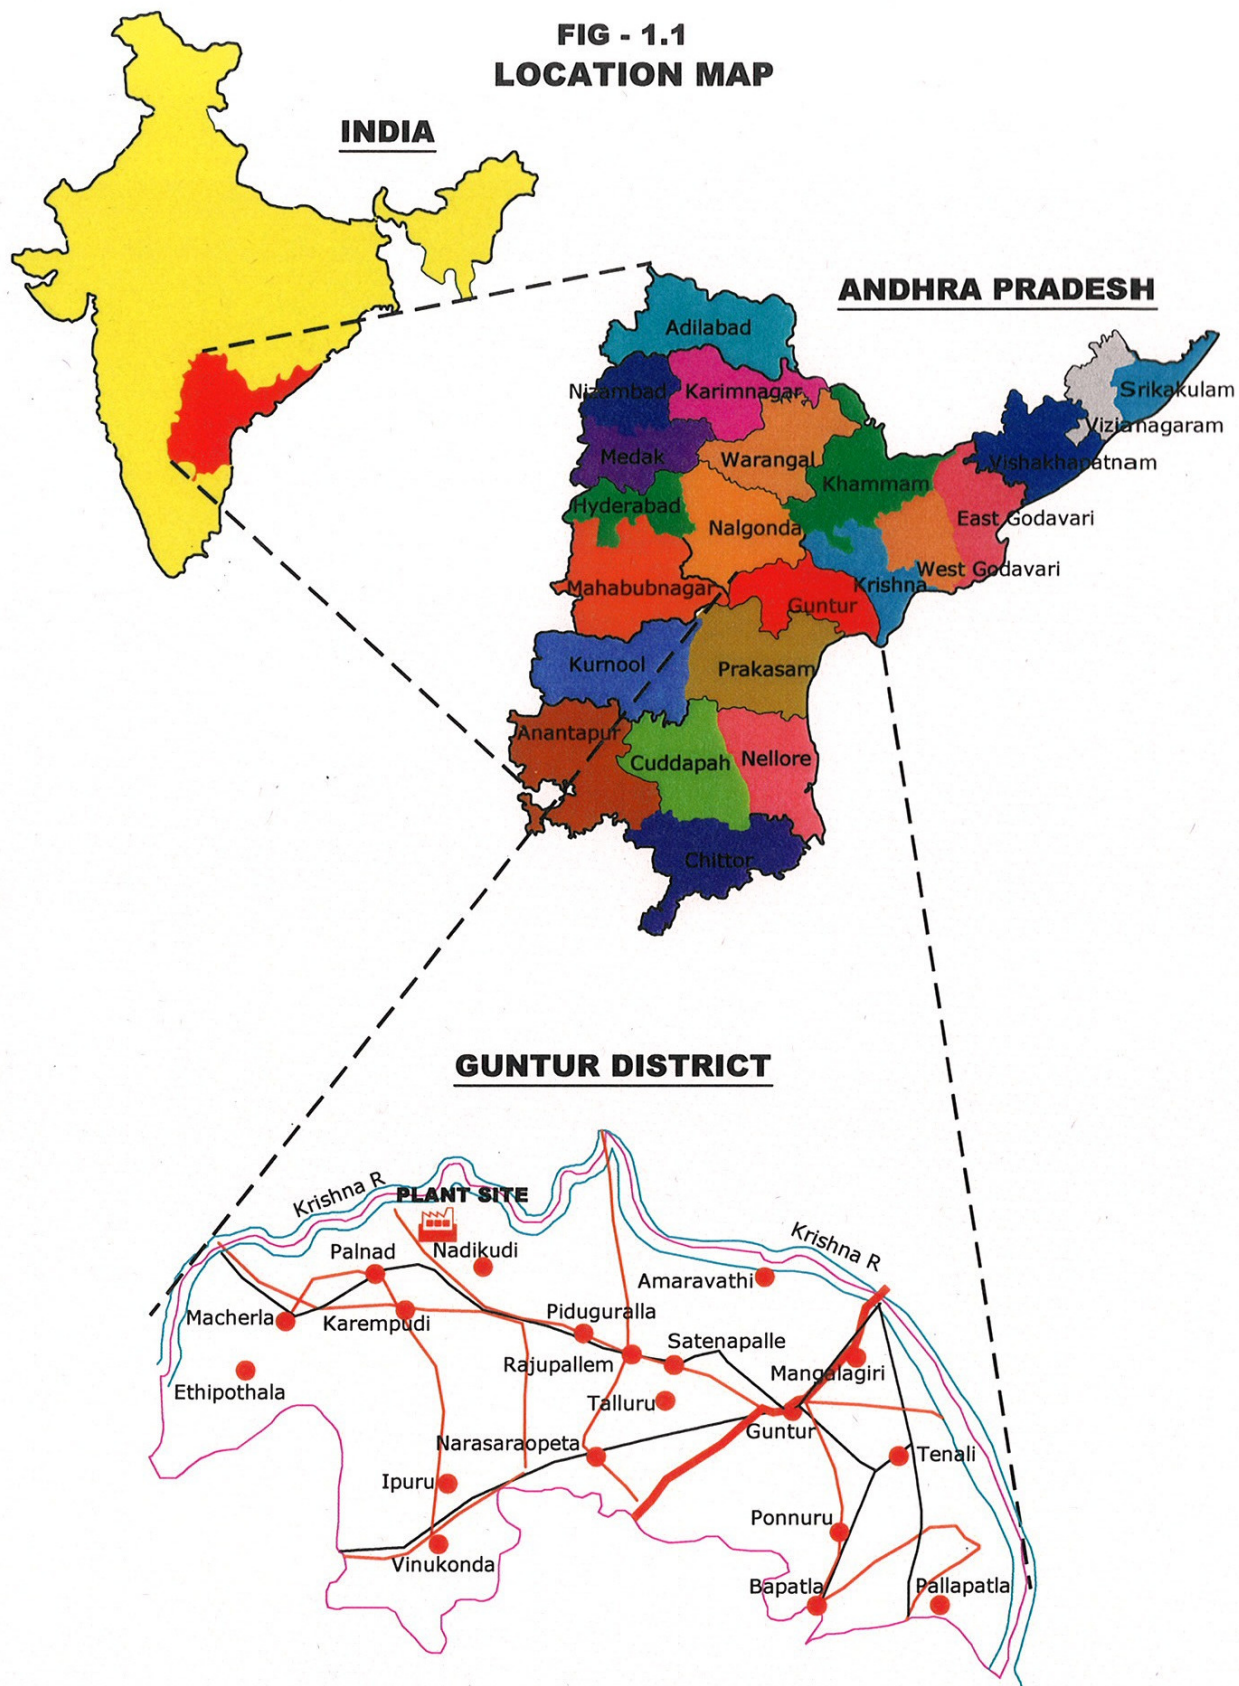 FIG - 1.1
LOCATION MAP
INDIA
ANDHRA PRADESH
Adilabad
Nizambad
Karimnagar
Srikakulam
Vizianagaram
Medak
Warangal
Vishakhapatnam
Khammam
Hyderabad
Nalgonda
East Godavari
West Godavari
Mahabubnagar
Krishna
Guntur
Kurnool
Prakasam
Anantapur
Cuddapah
Nellore
Chittor
GUNTUR DISTRICT
Krishna R
PLANT SITE
Krishna R
Palnad
Nadikudi
Amaravathi
Macherla
Karempudi
Piduguralla
Satenapalle
Rajupallem
Mangalagiri
Ethipothala
Talluru
Guntur
Narasaraopeta
Tenali
Ipuru
Ponnuru
Vinukonda
Bapatla
Pallapatla